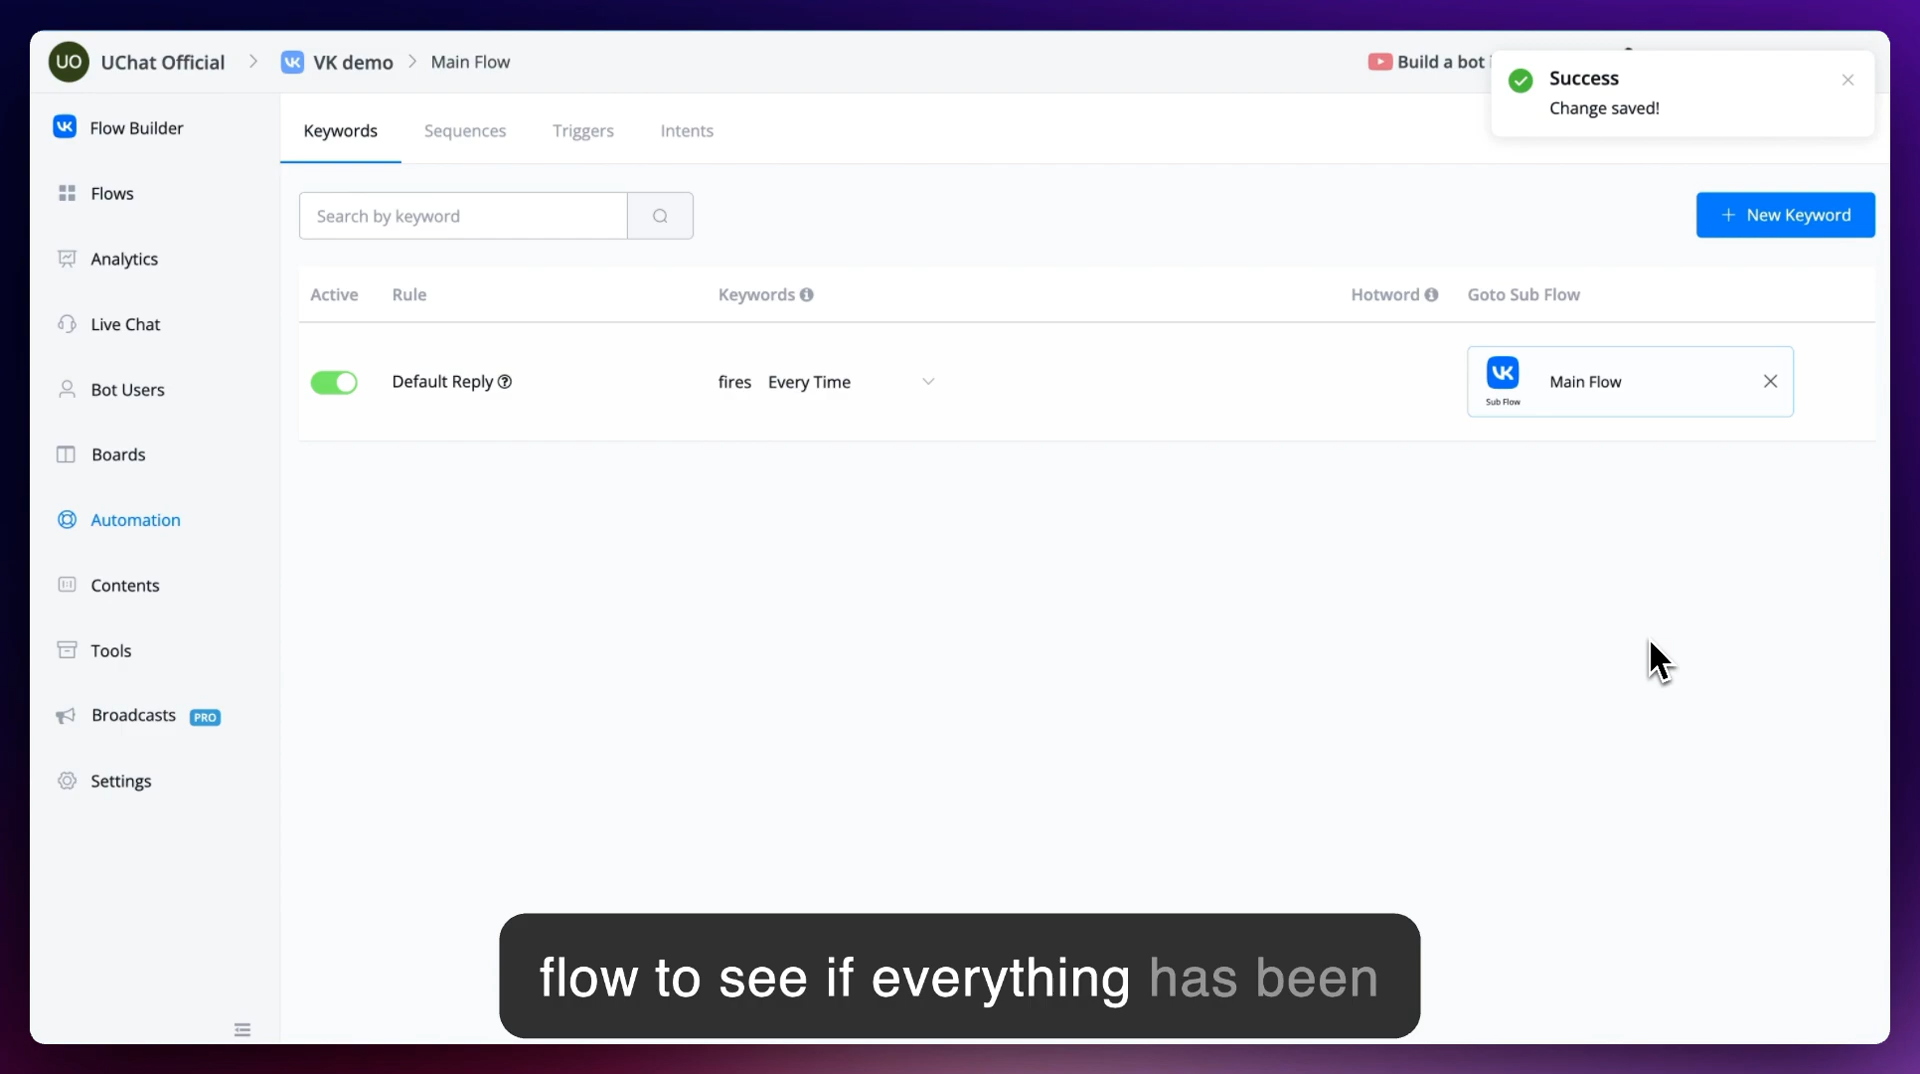 UO UChat Official VK demo Main Flow
Build a bot
Success
Change saved!
Flow Builder
Flows
Analytics
Live Chat
Bot Users
Boards
Automation
Contents
Tools
Broadcasts PRO
Settings
Keywords Sequences Triggers Intents
Search by keyword
+ New Keyword
Active Rule Keywords Hotword Goto Sub Flow
Default Reply fires Every Time Main Flow
Sub Flow
flow to see if everything has been